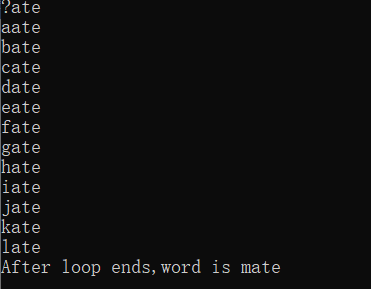 ?ate
aate
bate
cate
date
eate
fate
gate
hate
iate
jate
kate
late
After loop ends,word is mate